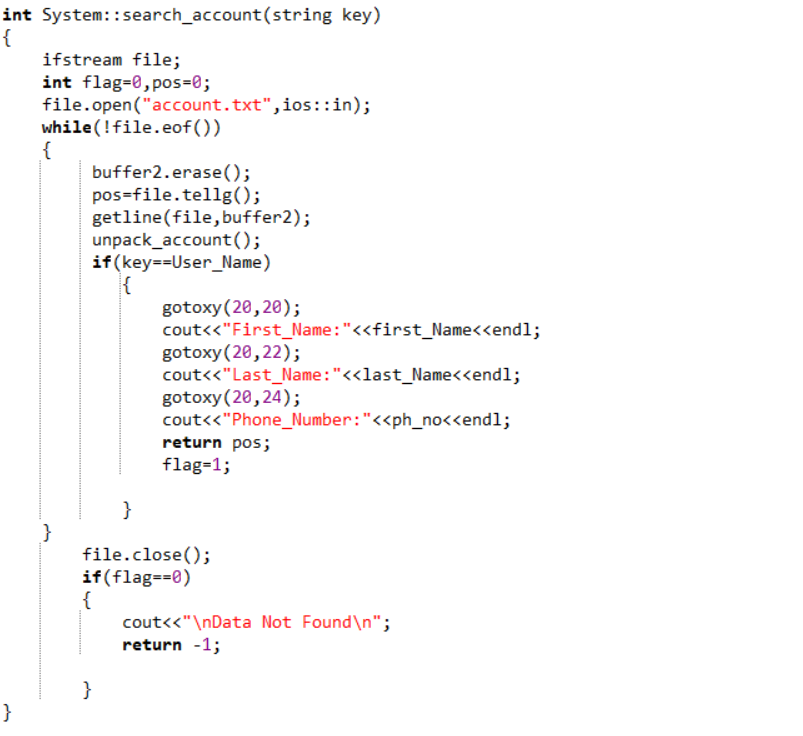 int System::search_account(string key)
{
    ifstream file;
    int flag=0,pos=0;
    file.open("account.txt",ios::in);
    while(!file.eof())
    {
         buffer2.erase();
         pos=file.tellg();
         getline(file,buffer2);
         unpack_account();
         if(key==User_Name)
            {
                gotoxy(20,20);
                cout<<"First_Name:"<<first_Name<<endl;
                gotoxy(20,22);
                cout<<"Last_Name:"<<last_Name<<endl;
                gotoxy(20,24);
                cout<<"Phone_Number:"<<ph_no<<endl;
                return pos;
                flag=1;

            }
    }
        file.close();
        if(flag==0)
        {
            cout<<"\nData Not Found\n";
            return -1;

        }
}